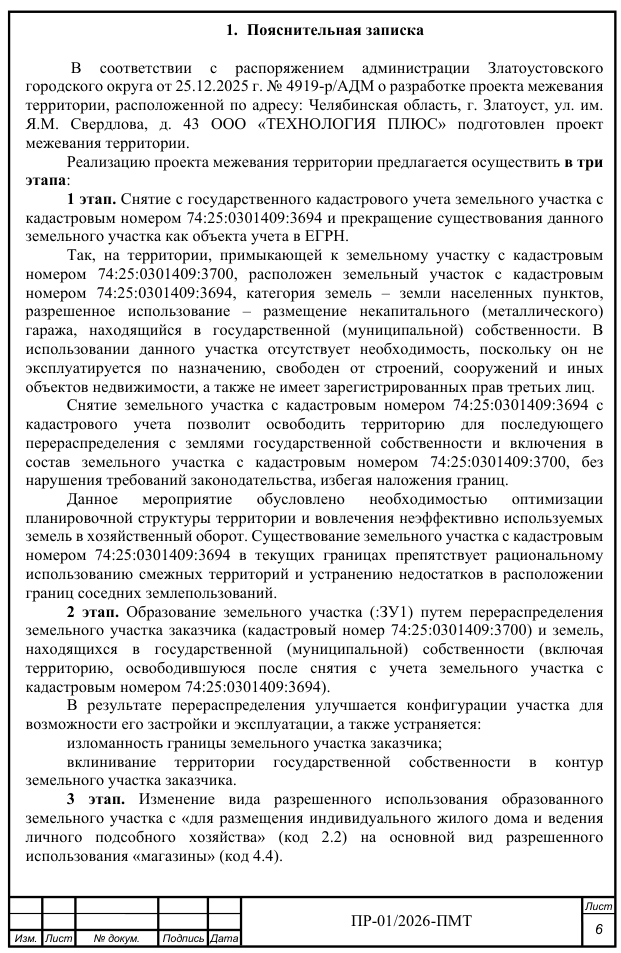 1. Пояснительная записка
В соответствии с распоряжением администрации Златоустовского
городского округа от 25.12.2025 г. № 4919-р/АДМ о разработке проекта межевания
территории, расположенной по адресу: Челябинская область, г. Златоуст, ул. им.
Я.М. Свердлова, д. 43 ООО «ТЕХНОЛОГИЯ ПЛЮС» подготовлен проект
межевания территории.
Реализацию проекта межевания территории предлагается осуществить в три
этапа:
1 этап. Снятие с государственного кадастрового учета земельного участка с
кадастровым номером 74:25:0301409:3694 и прекращение существования данного
земельного участка как объекта учета в ЕГРН.
Так, на территории, примыкающей к земельному участку с кадастровым
номером 74:25:0301409:3700, расположен земельный участок с кадастровым
номером 74:25:0301409:3694, категория земель – земли населенных пунктов,
разрешенное использование – размещение некапитального (металлического)
гаража, находящийся в государственной (муниципальной) собственности. В
использовании данного участка отсутствует необходимость, поскольку он не
эксплуатируется по назначению, свободен от строений, сооружений и иных
объектов недвижимости, а также не имеет зарегистрированных прав третьих лиц.
Снятие земельного участка с кадастровым номером 74:25:0301409:3694 с
кадастрового учета позволит освободить территорию для последующего
перераспределения с землями государственной собственности и включения в
состав земельного участка с кадастровым номером 74:25:0301409:3700, без
нарушения требований законодательства, избегая наложения границ.
Данное мероприятие обусловлено необходимостью оптимизации
планировочной структуры территории и вовлечения неэффективно используемых
земель в хозяйственный оборот. Существование земельного участка с кадастровым
номером 74:25:0301409:3694 в текущих границах препятствует рациональному
использованию смежных территорий и устранению недостатков в расположении
границ соседних землепользований.
2 этап. Образование земельного участка (:ЗУ1) путем перераспределения
земельного участка заказчика (кадастровый номер 74:25:0301409:3700) и земель,
находящихся в государственной (муниципальной) собственности (включая
территорию, освободившуюся после снятия с учета земельного участка с
кадастровым номером 74:25:0301409:3694).
В результате перераспределения улучшается конфигурации участка для
возможности его застройки и эксплуатации, а также устраняется:
изломанность границы земельного участка заказчика;
вклинивание территории государственной собственности в контур
земельного участка заказчика.
3 этап. Изменение вида разрешенного использования образованного
земельного участка с «для размещения индивидуального жилого дома и ведения
личного подсобного хозяйства» (код 2.2) на основной вид разрешенного
использования «магазины» (код 4.4).
ПР-01/2026-ПМТ
Лист
6
Изм. Лист № докум. Подпись Дата